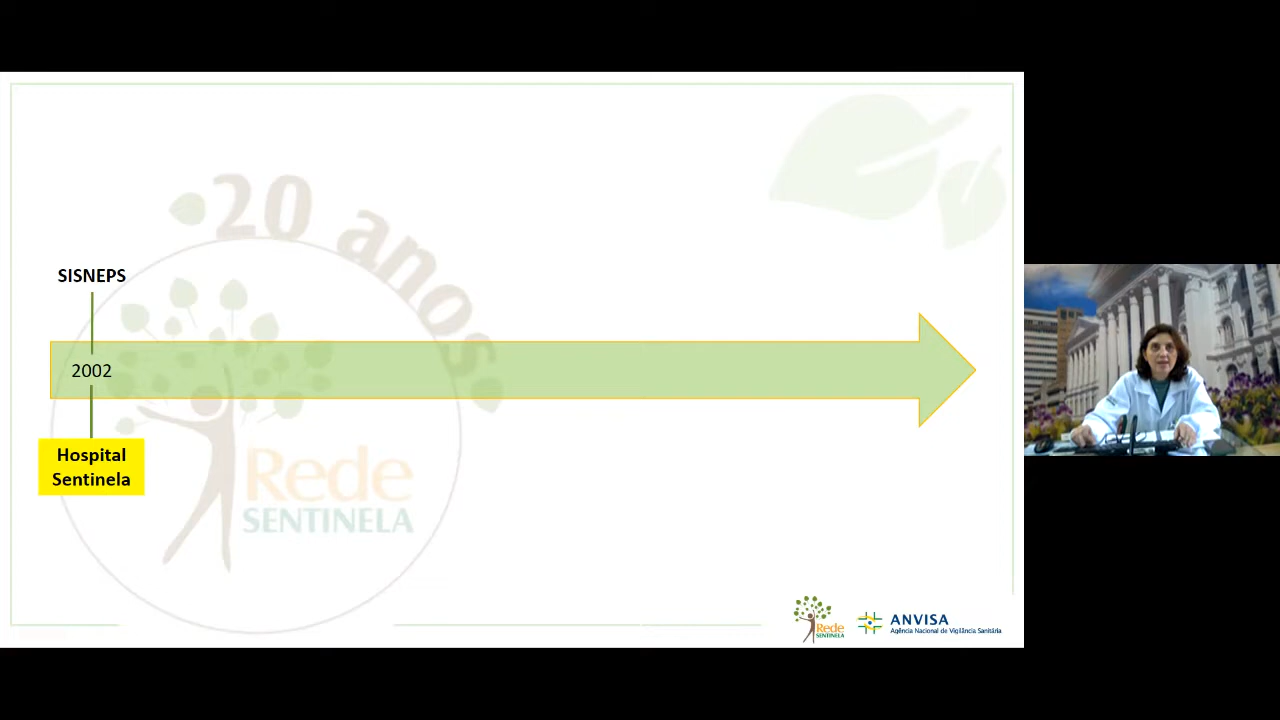 20 anos
SISNEPS
2002
Hospital
Sentinela
Rede
SENTINELA
Rede
SENTINELA
ANVISA
Agência Nacional de Vigilância Sanitária